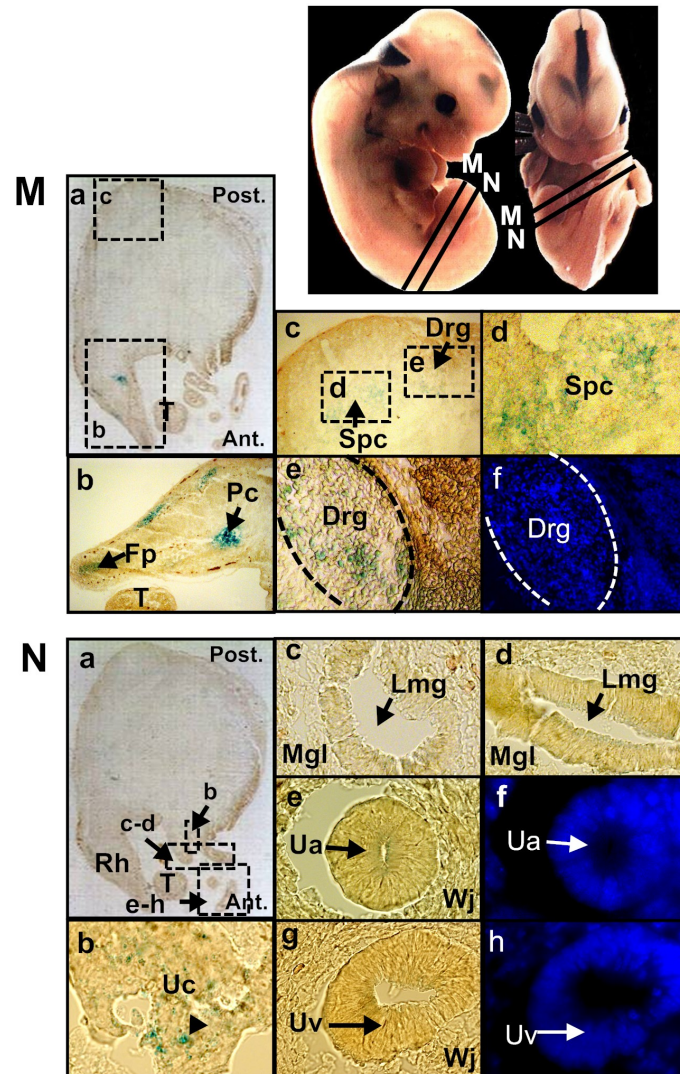 M
N
M
N
M
a
c
Post.
b
T
Ant.
c
Drg
e
d
Spc
d
Spc
b
Pc
Fp
T
e
Drg
f
Drg
N
a
Post.
b
c-d
Rh
T
e-h
Ant.
c
Lmg
Mgl
d
Lmg
Mgl
e
Ua
Wj
f
Ua
b
Uc
g
Uv
Wj
h
Uv